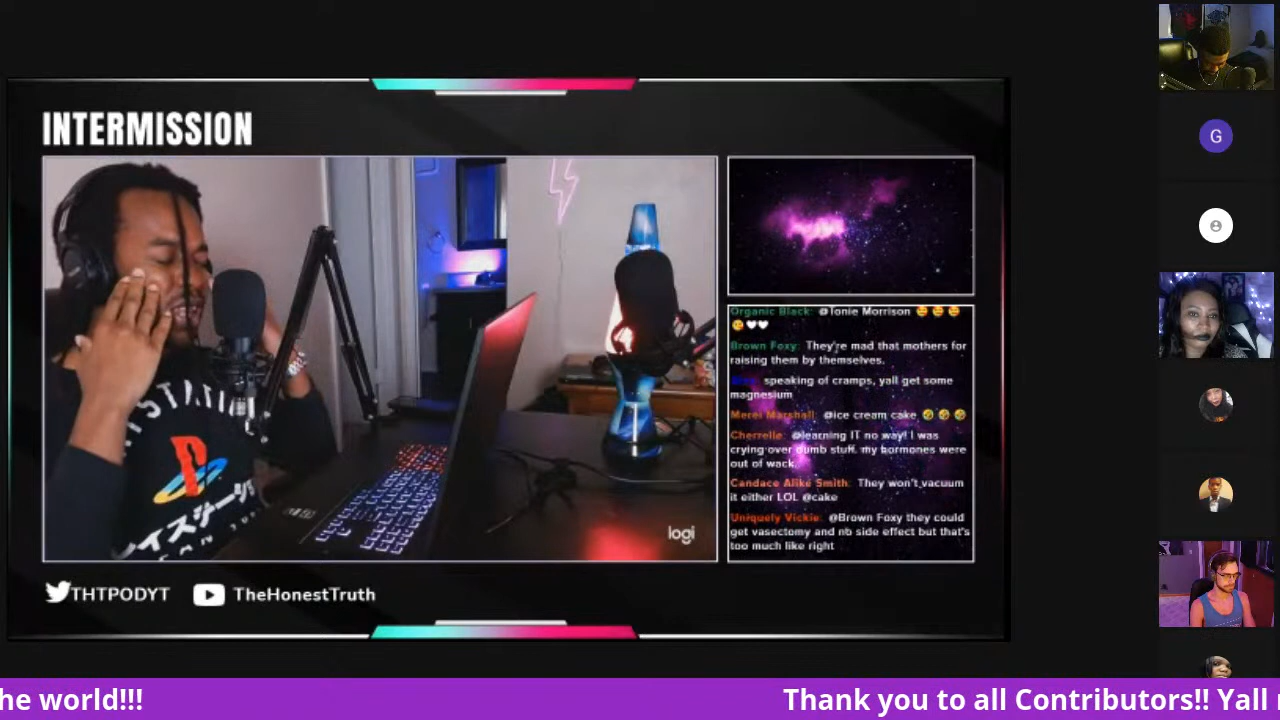 INTERMISSION
G
logi
Organic Black: @Tonie Morrison 😊 😊 😊
😊🤍🤍
Brown Foxy: They're mad that mothers for
raising them by themselves.
speaking of cramps, yall get some
magnesium
Merei Marshall: @ice cream cake 🤣 🤣 🤣
Cherrelle: @learning IT no way! I was
crying over dumb stuff. my hormones were
out of wack.
Candace Alike Smith: They won't vacuum
it either LOL @cake
Uniquely Vickie: @Brown Foxy they could
get vasectomy and nb side effect but that's
too much like right
THTPODYT
TheHonestTruth
he world!!!
Thank you to all Contributors!! Yall